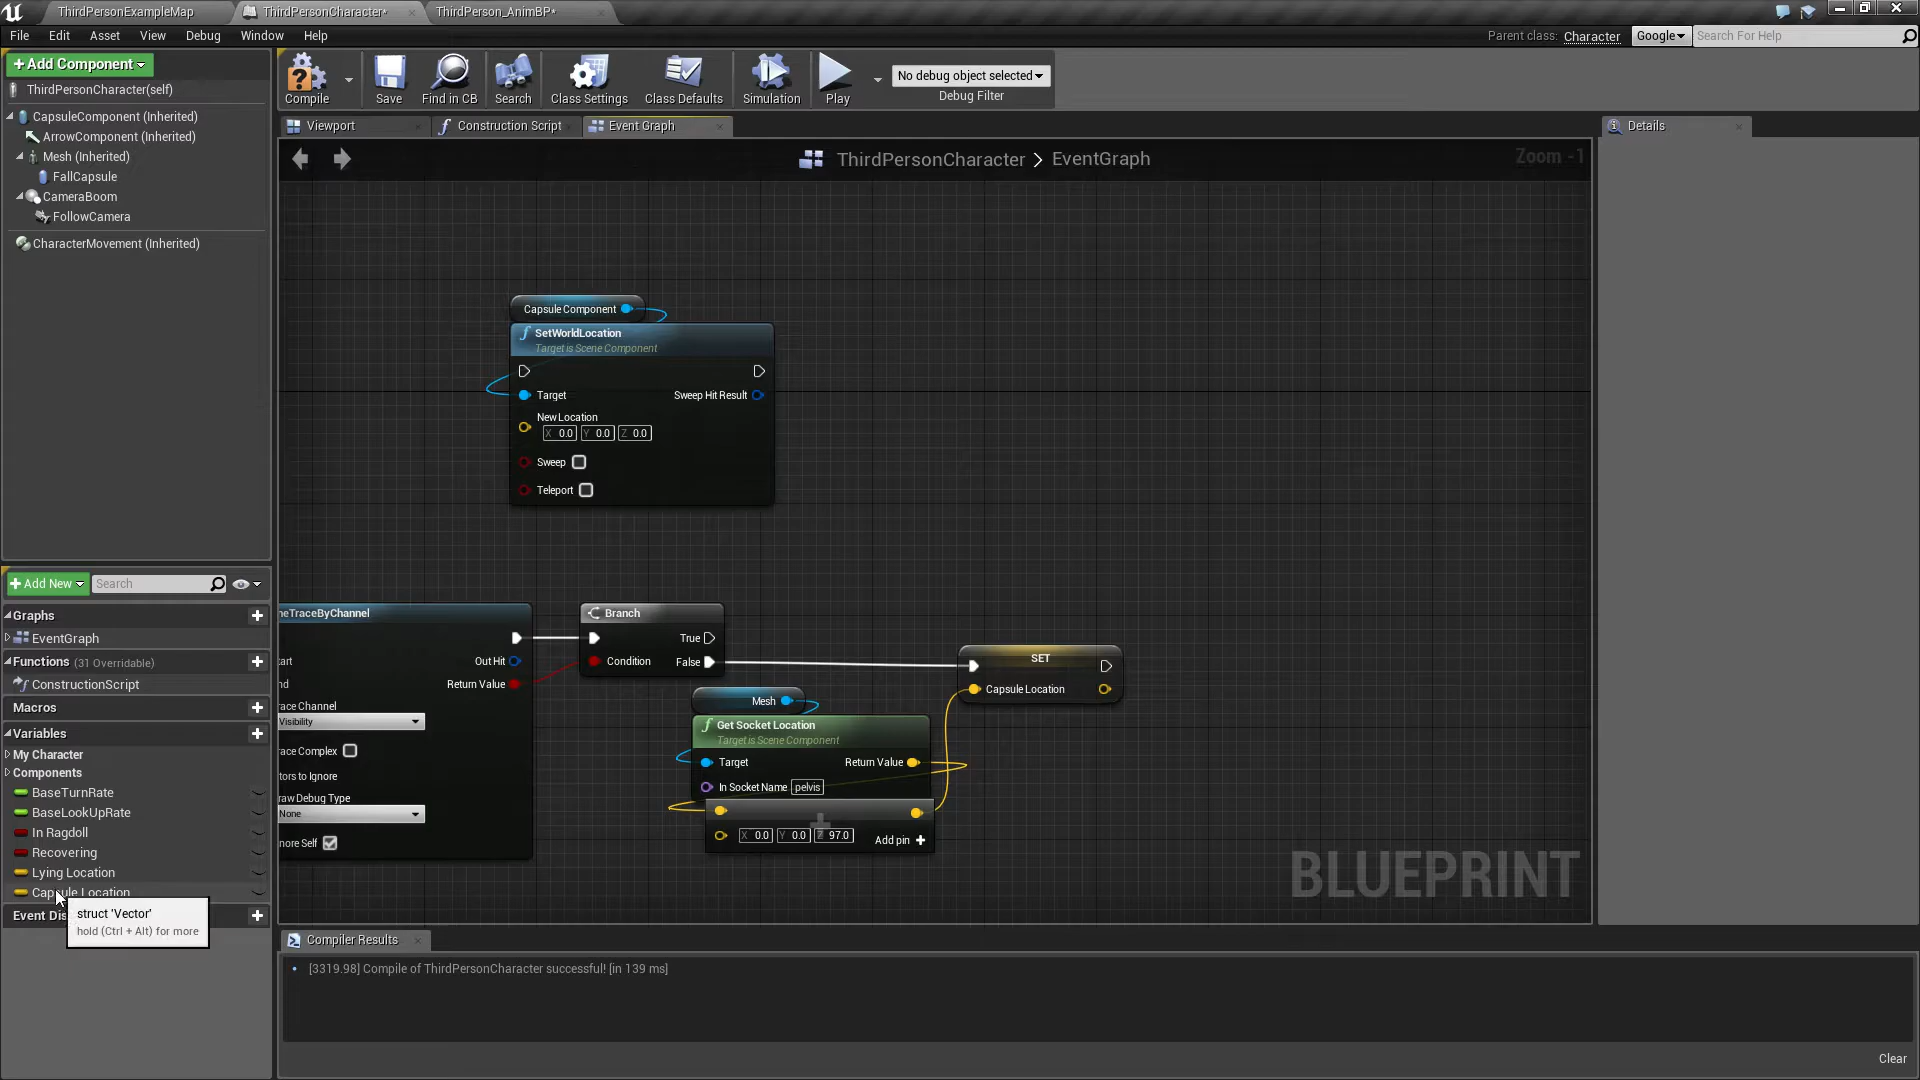 ThirdPersonExampleMap
ThirdPersonCharacter*
ThirdPerson_AnimBP*
File Edit Asset View Debug Window Help
Parent class: Character
Google
Search For Help
+ Add Component
ThirdPersonCharacter(self)
CapsuleComponent (Inherited)
ArrowComponent (Inherited)
Mesh (Inherited)
FallCapsule
CameraBoom
FollowCamera
CharacterMovement (Inherited)
Compile
Save
Find in CB
Search
Class Settings
Class Defaults
Simulation
Play
No debug object selected
Debug Filter
Viewport
Construction Script
Event Graph
Details
ThirdPersonCharacter > EventGraph
Zoom -1
Capsule Component
SetWorldLocation
Target is Scene Component
Target
Sweep Hit Result
New Location
X 0.0 Y 0.0 Z 0.0
Sweep
Teleport
neTraceByChannel
Out Hit
tart
nd
Return Value
race Channel
Visibility
race Complex
tors to Ignore
raw Debug Type
None
nore Self
Branch
True
Condition
False
SET
Capsule Location
Mesh
Get Socket Location
Target is Scene Component
Target
Return Value
In Socket Name pelvis
X 0.0 Y 0.0 Z 97.0
Add pin +
BLUEPRINT
+ Add New
Search
Graphs
EventGraph
Functions (31 Overridable)
ConstructionScript
Macros
Variables
My Character
Components
BaseTurnRate
BaseLookUpRate
In Ragdoll
Recovering
Lying Location
Capsule Location
Event Dis
struct 'Vector'
hold (Ctrl + Alt) for more
Compiler Results
• [3319.98] Compile of ThirdPersonCharacter successful! [in 139 ms]
Clear